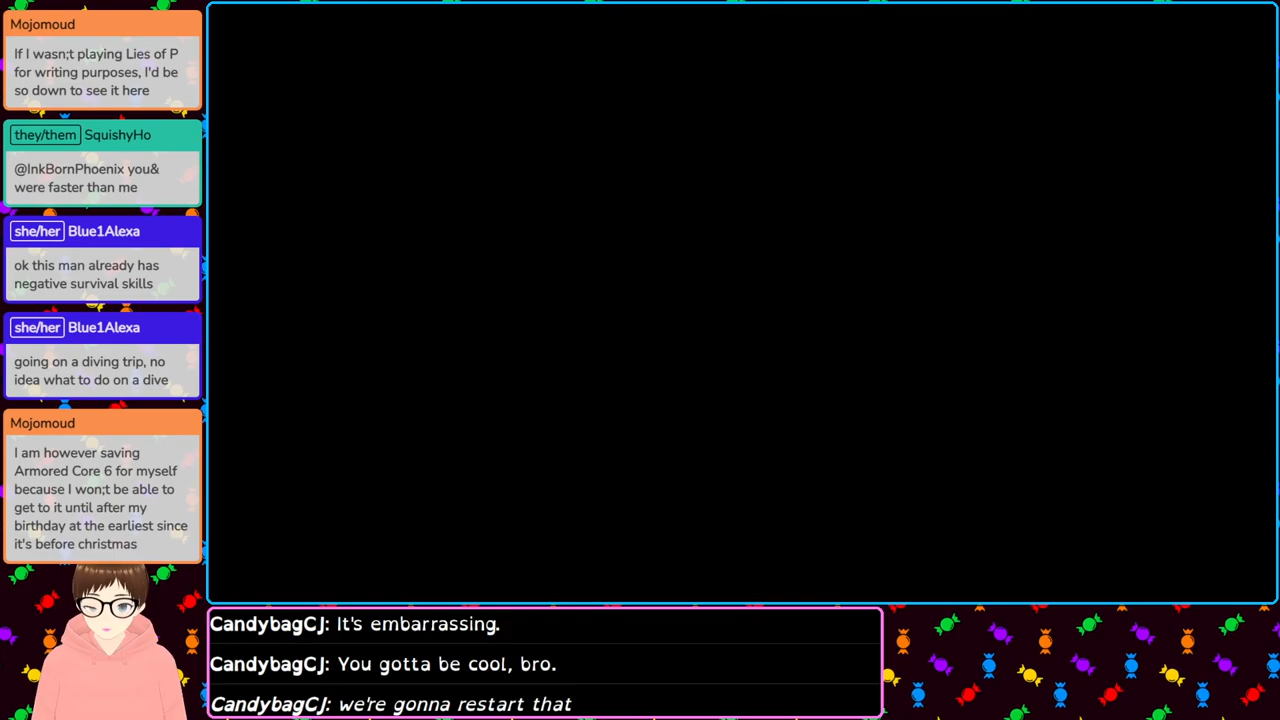 Mojomoud
If I wasn;t playing Lies of P
for writing purposes, I'd be
so down to see it here
they/them SquishyHo
@InkBornPhoenix you&
were faster than me
she/her Blue1Alexa
ok this man already has
negative survival skills
she/her Blue1Alexa
going on a diving trip, no
idea what to do on a dive
Mojomoud
I am however saving
Armored Core 6 for myself
because I won;t be able to
get to it until after my
birthday at the earliest since
it's before christmas
CandybagCJ: It's embarrassing.
CandybagCJ: You gotta be cool, bro.
CandybagCJ: we're gonna restart that